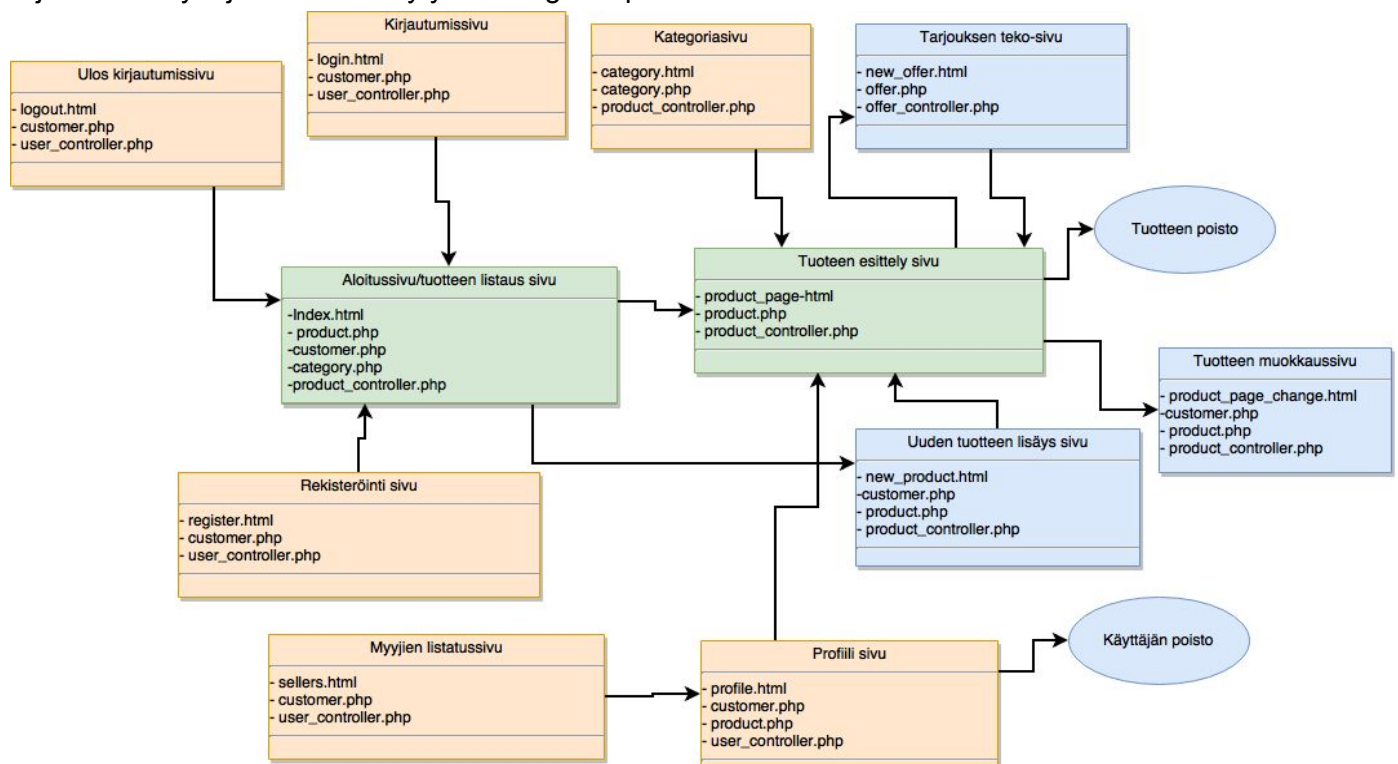 Kirjautumissivu
- login.html
- customer.php
- user_controller.php
Kategoriasivu
- category.html
- category.php
- product_controller.php
Tarjouksen teko-sivu
- new_offer.html
- offer.php
- offer_controller.php
Ulos kirjautumissivu
- logout.html
- customer.php
- user_controller.php
Tuotteen poisto
Aloitussivu/tuotteen listaus sivu
-Index.html
- product.php
-customer.php
-category.php
-product_controller.php
Tuoteen esittely sivu
- product_page-html
- product.php
- product_controller.php
Tuotteen muokkaussivu
- product_page_change.html
-customer.php
- product.php
- product_controller.php
Uuden tuotteen lisäys sivu
- new_product.html
-customer.php
- product.php
- product_controller.php
Rekisteröinti sivu
- register.html
- customer.php
- user_controller.php
Myyjien listatussivu
- sellers.html
- customer.php
- user_controller.php
Profiili sivu
- profile.html
- customer.php
- product.php
- user_controller.php
Käyttäjän poisto